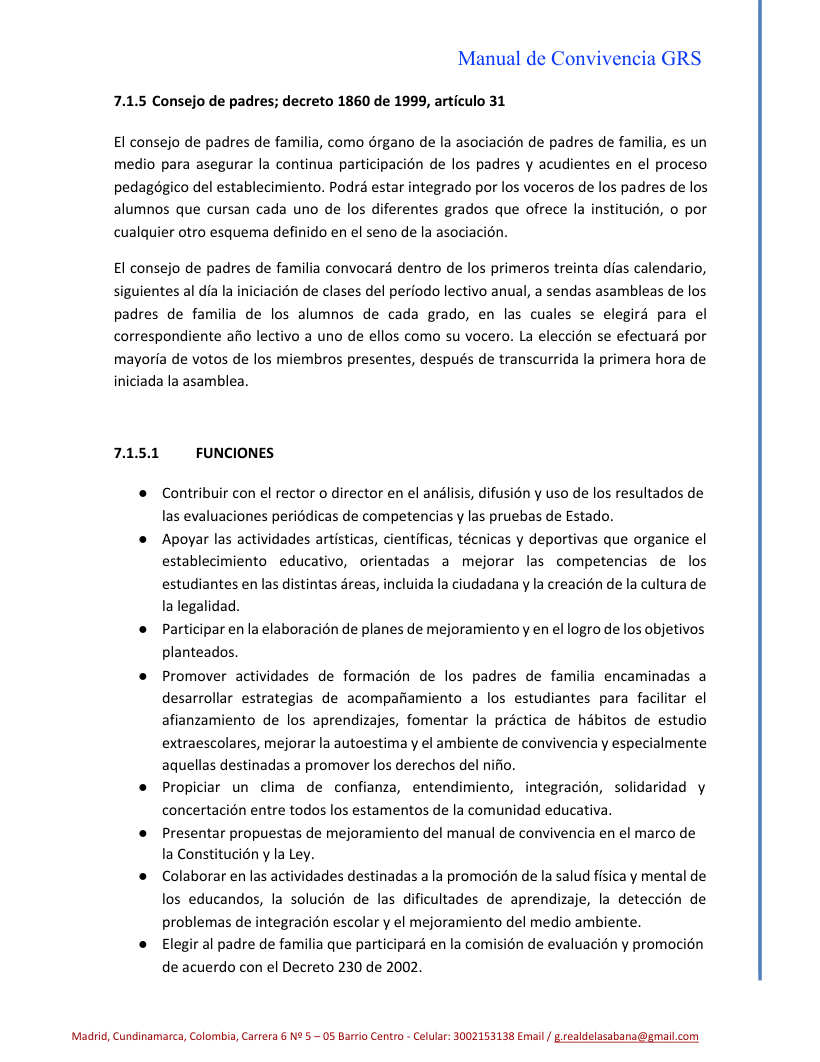 Manual de Convivencia GRS
7.1.5 Consejo de padres; decreto 1860 de 1999, artículo 31
El consejo de padres de familia, como órgano de la asociación de padres de familia, es un
medio para asegurar la continua participación de los padres y acudientes en el proceso
pedagógico del establecimiento. Podrá estar integrado por los voceros de los padres de los
alumnos que cursan cada uno de los diferentes grados que ofrece la institución, o por
cualquier otro esquema definido en el seno de la asociación.
El consejo de padres de familia convocará dentro de los primeros treinta días calendario,
siguientes al día la iniciación de clases del período lectivo anual, a sendas asambleas de los
padres de familia de los alumnos de cada grado, en las cuales se elegirá para el
correspondiente año lectivo a uno de ellos como su vocero. La elección se efectuará por
mayoría de votos de los miembros presentes, después de transcurrida la primera hora de
iniciada la asamblea.
7.1.5.1 FUNCIONES
● Contribuir con el rector o director en el análisis, difusión y uso de los resultados de
las evaluaciones periódicas de competencias y las pruebas de Estado.
● Apoyar las actividades artísticas, científicas, técnicas y deportivas que organice el
establecimiento educativo, orientadas a mejorar las competencias de los
estudiantes en las distintas áreas, incluida la ciudadana y la creación de la cultura de
la legalidad.
● Participar en la elaboración de planes de mejoramiento y en el logro de los objetivos
planteados.
● Promover actividades de formación de los padres de familia encaminadas a
desarrollar estrategias de acompañamiento a los estudiantes para facilitar el
afianzamiento de los aprendizajes, fomentar la práctica de hábitos de estudio
extraescolares, mejorar la autoestima y el ambiente de convivencia y especialmente
aquellas destinadas a promover los derechos del niño.
● Propiciar un clima de confianza, entendimiento, integración, solidaridad y
concertación entre todos los estamentos de la comunidad educativa.
● Presentar propuestas de mejoramiento del manual de convivencia en el marco de
la Constitución y la Ley.
● Colaborar en las actividades destinadas a la promoción de la salud física y mental de
los educandos, la solución de las dificultades de aprendizaje, la detección de
problemas de integración escolar y el mejoramiento del medio ambiente.
● Elegir al padre de familia que participará en la comisión de evaluación y promoción
de acuerdo con el Decreto 230 de 2002.
Madrid, Cundinamarca, Colombia, Carrera 6 Nº 5 – 05 Barrio Centro - Celular: 3002153138 Email / g.realdelasabana@gmail.com